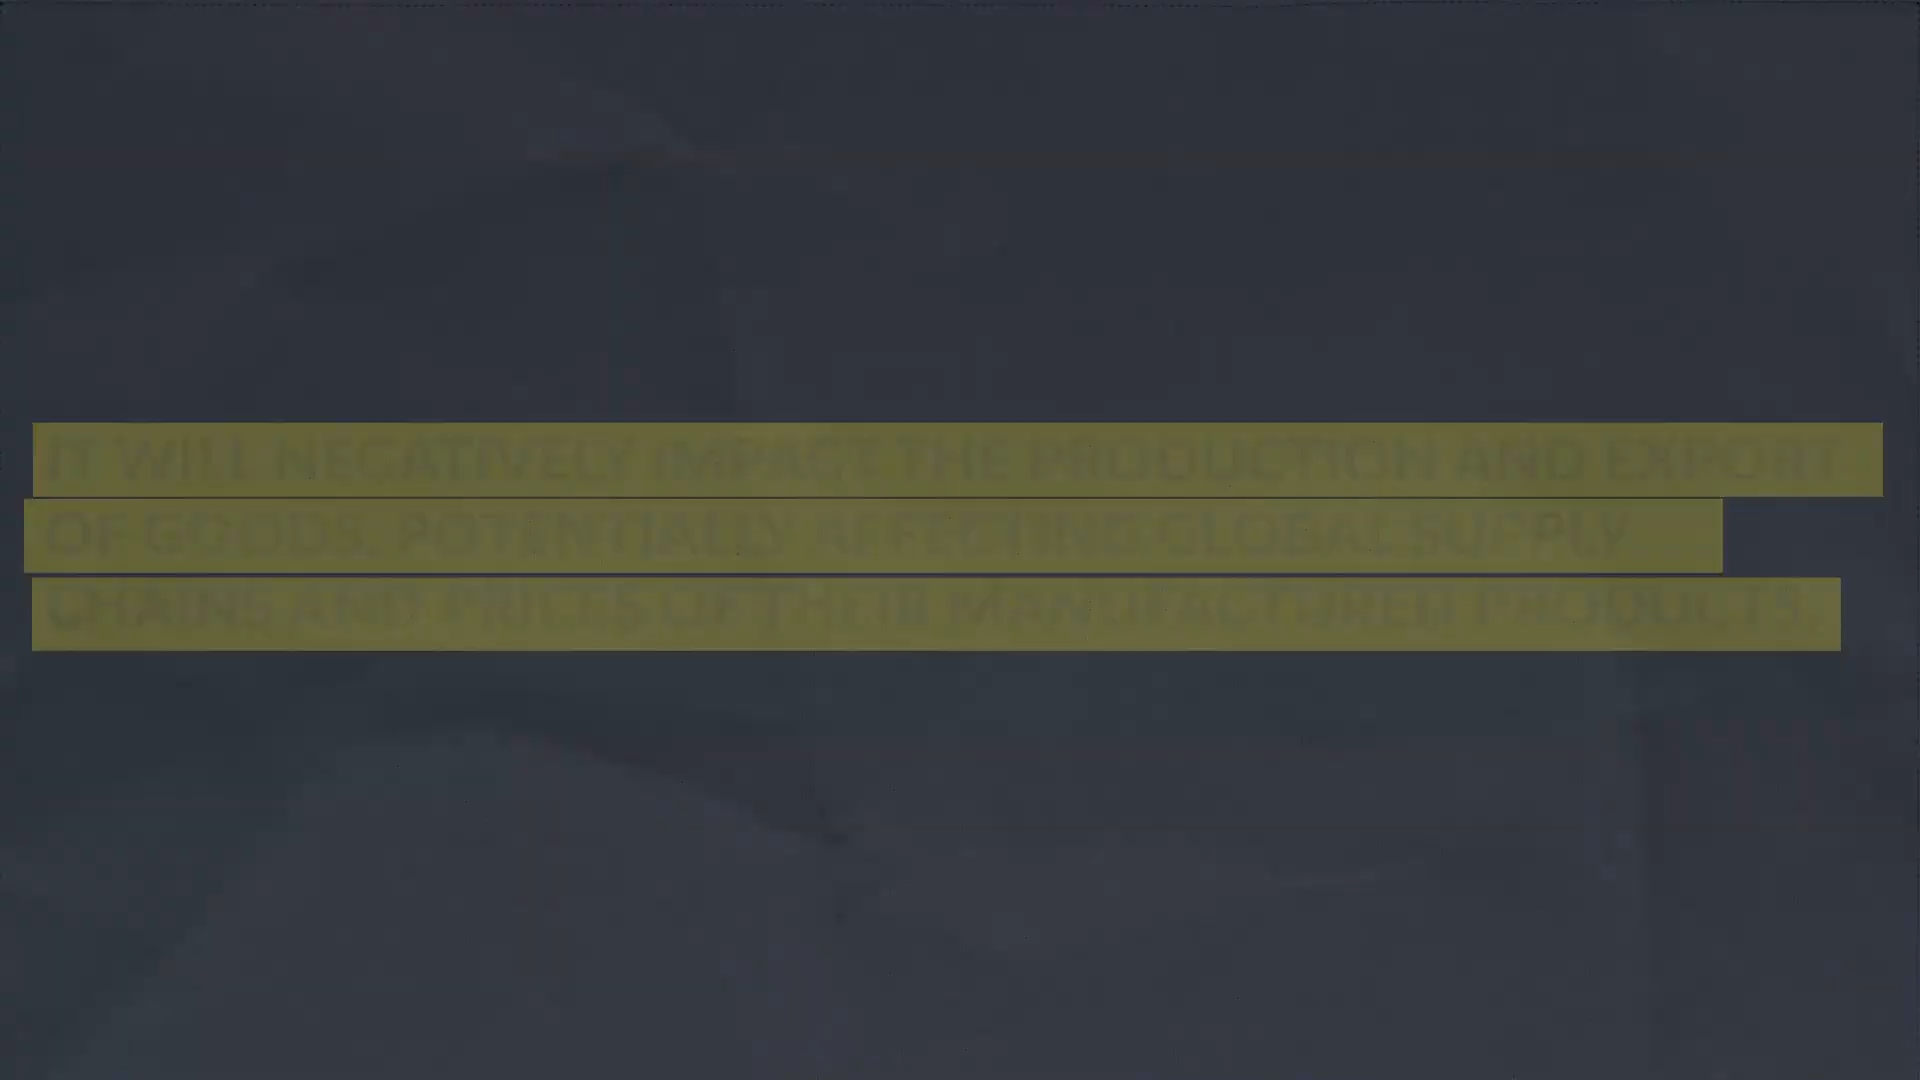 IT WILL NEGATIVELY IMPACT THE PRODUCTION AND EXPORT
OF GOODS, POTENTIALLY AFFECTING GLOBAL SUPPLY
CHAINS AND PRICES OF THEIR MANUFACTURED PRODUCTS.